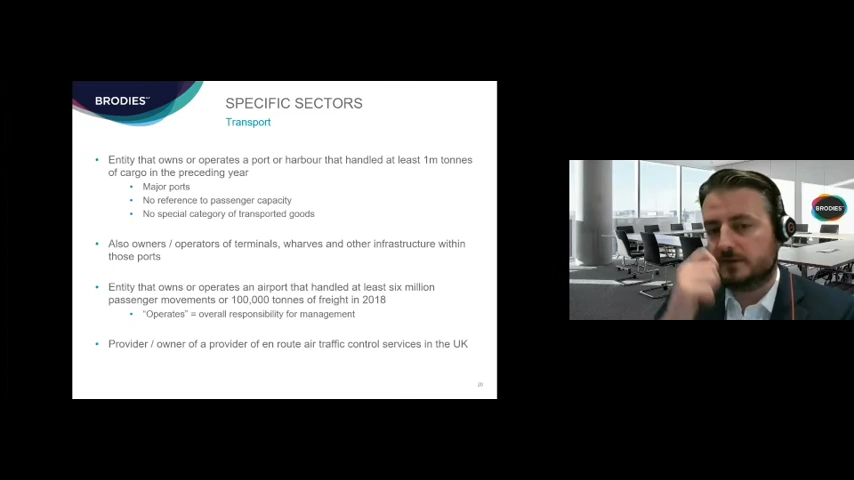 BRODIES LLP
SPECIFIC SECTORS
Transport
• Entity that owns or operates a port or harbour that handled at least 1m tonnes
of cargo in the preceding year
• Major ports
• No reference to passenger capacity
• No special category of transported goods
• Also owners / operators of terminals, wharves and other infrastructure within
those ports
• Entity that owns or operates an airport that handled at least six million
passenger movements or 100,000 tonnes of freight in 2018
• “Operates” = overall responsibility for management
• Provider / owner of a provider of en route air traffic control services in the UK
BRODIES